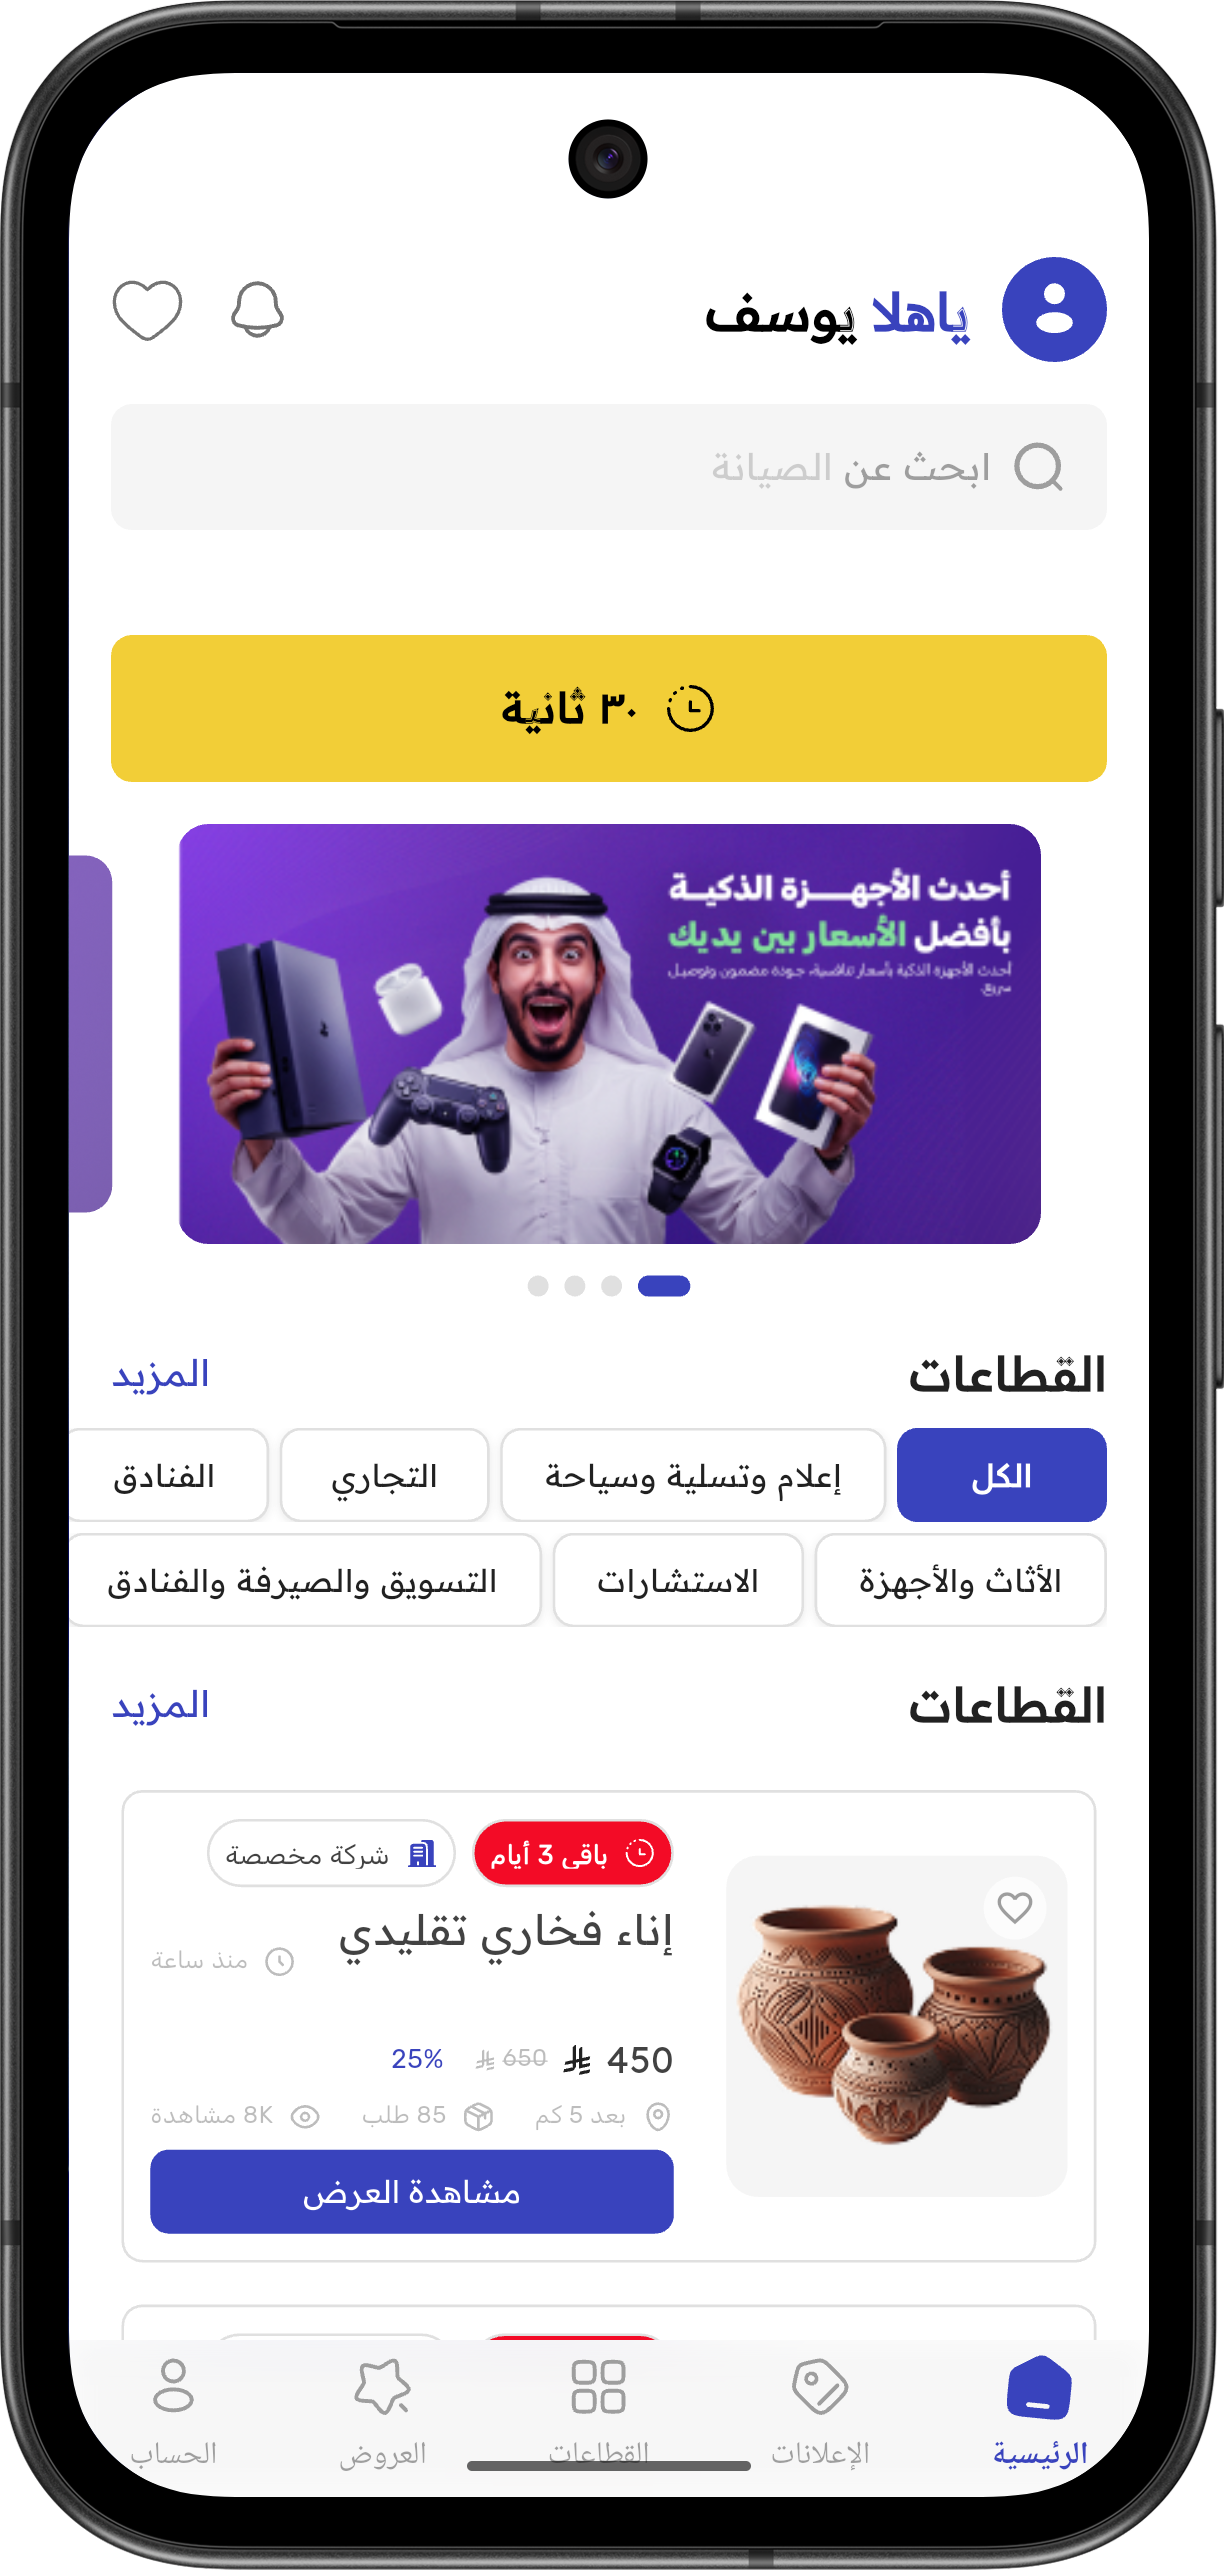 ياهلا يوسف
ابحث عن الصيانة
٣٠ ثانية
أحدث الأجهـــزة الذكيـة
بأفضل الأسعار بين يديك
أحدث الأجهزة الذكية بأسعار تنافسية، جودة مضمون وتوصيل
سريع.
القطاعات
المزيد
الكل
إعلام وتسلية وسياحة
التجاري
الفنادق
الأثاث والأجهزة
الاستشارات
التسويق والصيرفة والفنادق
القطاعات
المزيد
باقي 3 أيام
شركة مخصصة
إناء فخاري تقليدي
منذ ساعة
450
650
25%
بعد 5 كم
85 طلب
8K مشاهدة
مشاهدة العرض
الرئيسية
الإعلانات
القطاعات
العروض
الحساب